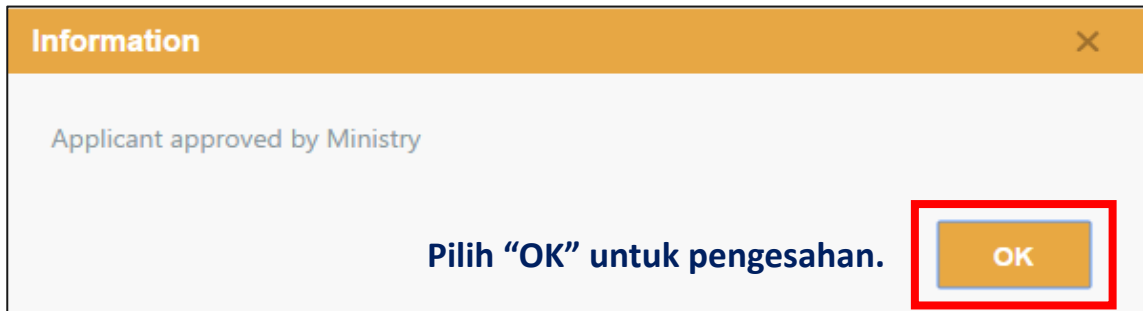 Information
Applicant approved by Ministry
Pilih “OK” untuk pengesahan.
OK